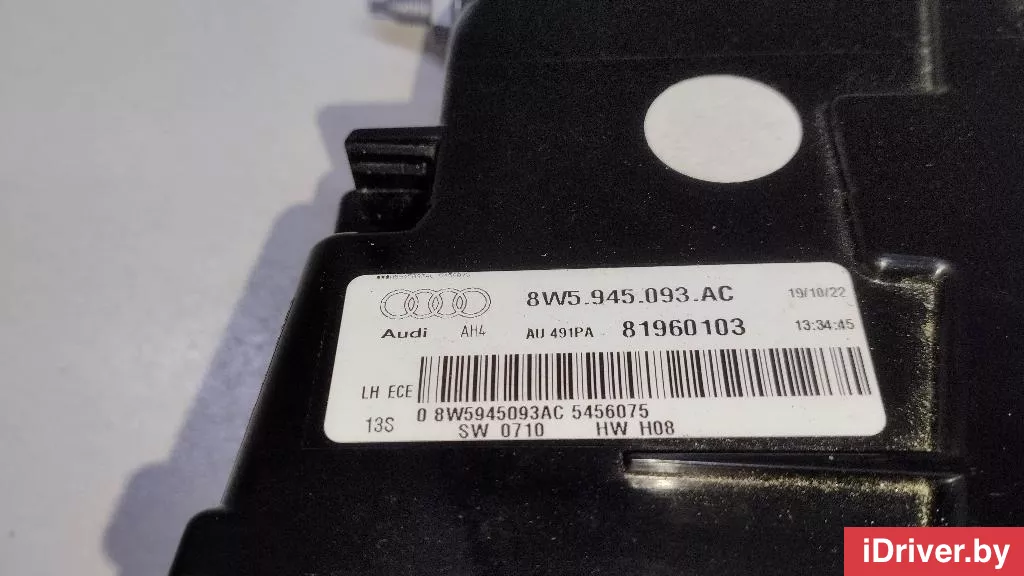 8W5.945.093.AC 19/10/22
Audi AH4 AU 491PA - 81960103 13:34:45
LH ECE
13S 0 8W5945093AC 5456075
SW 0710 HW H08
iDriver.by